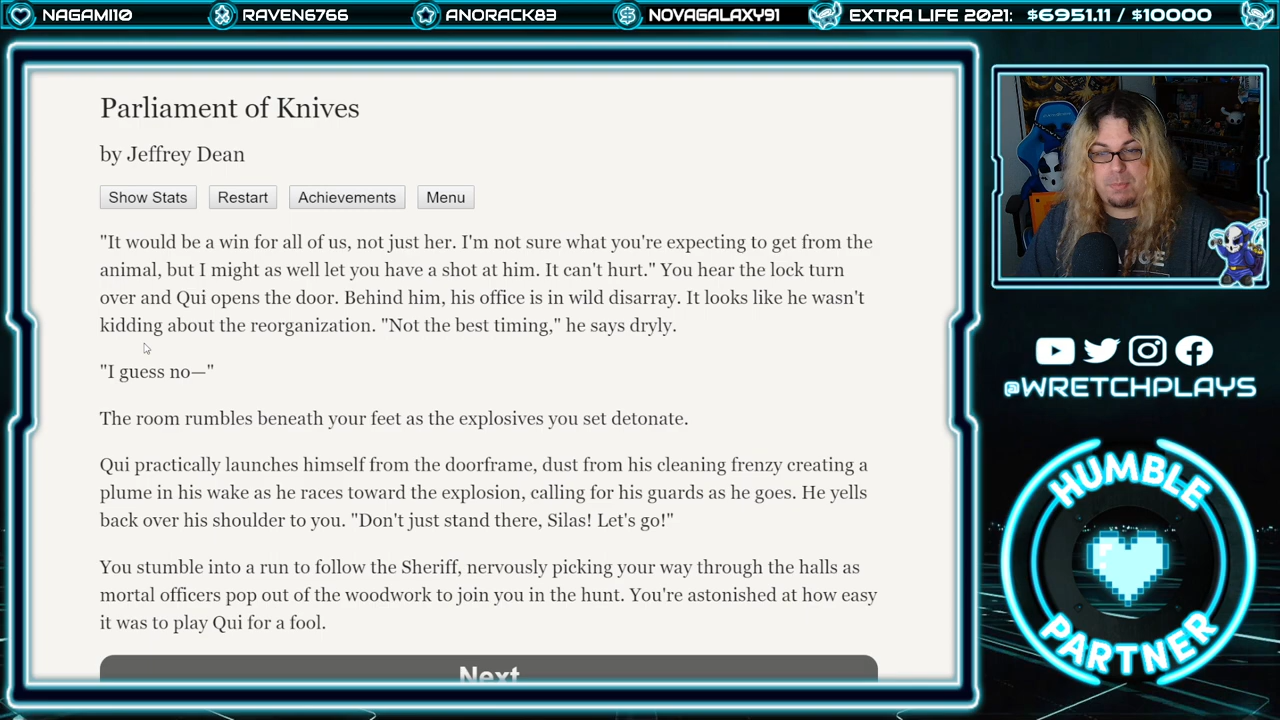 NAGAMI10 RAVEN6766 ANORACK83 NOVAGALAXY91 EXTRA LIFE 2021: $6951.11 / $10000
Parliament of Knives
by Jeffrey Dean
Show Stats Restart Achievements Menu
"It would be a win for all of us, not just her. I'm not sure what you're expecting to get from the
animal, but I might as well let you have a shot at him. It can't hurt." You hear the lock turn
over and Qui opens the door. Behind him, his office is in wild disarray. It looks like he wasn't
kidding about the reorganization. "Not the best timing," he says dryly.
"I guess no—"
The room rumbles beneath your feet as the explosives you set detonate.
Qui practically launches himself from the doorframe, dust from his cleaning frenzy creating a
plume in his wake as he races toward the explosion, calling for his guards as he goes. He yells
back over his shoulder to you. "Don't just stand there, Silas! Let's go!"
You stumble into a run to follow the Sheriff, nervously picking your way through the halls as
mortal officers pop out of the woodwork to join you in the hunt. You're astonished at how easy
it was to play Qui for a fool.
Next
@WRETCHPLAYS
HUMBLE
PARTNER